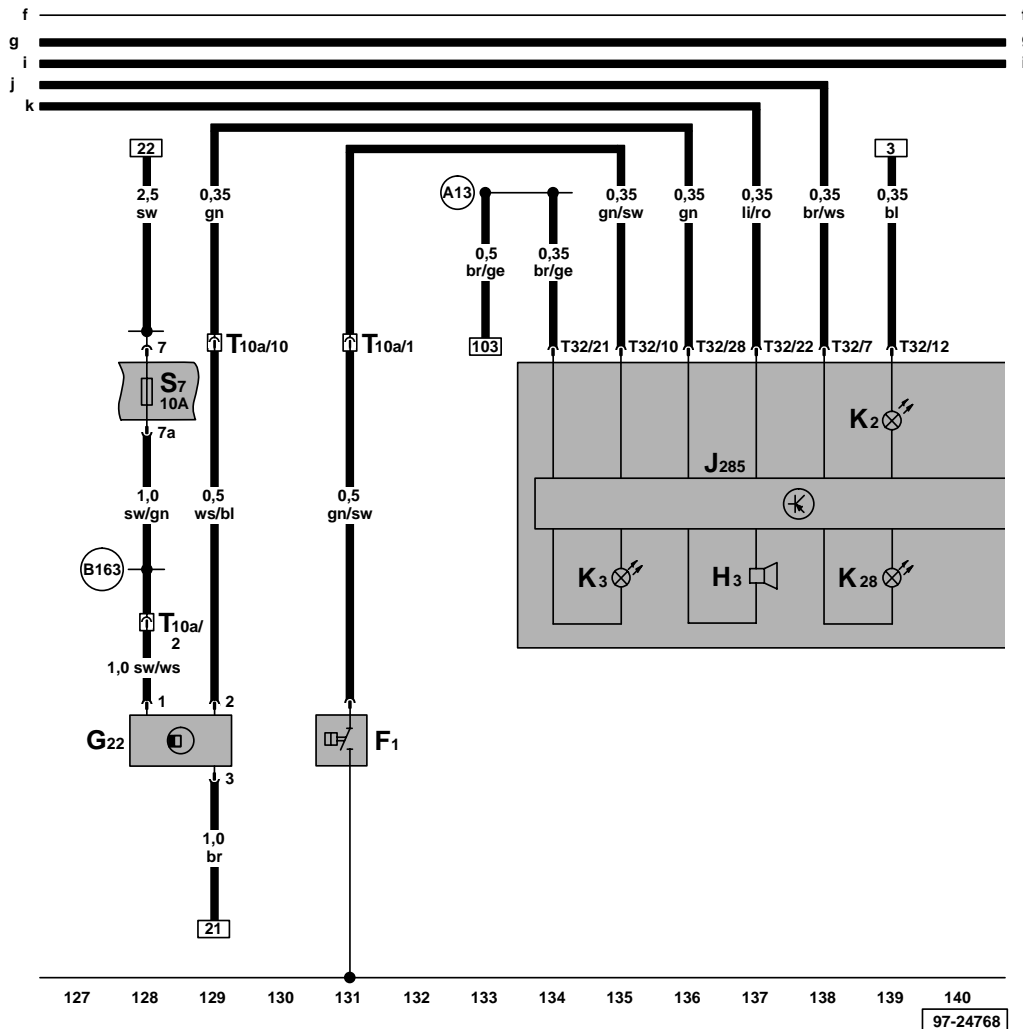 f
g
i
j
k
22
3
2,5
sw
0,35
gn
A13
0,35
gn/sw
0,35
gn
0,35
li/ro
0,35
br/ws
0,35
bl
0,5
br/ge
0,35
br/ge
7
T10a/10
T10a/1
103
T32/21
T32/10
T32/28
T32/22
T32/7
T32/12
S7
10A
K2
7a
J285
1,0
sw/gn
0,5
ws/bl
0,5
gn/sw
B163
K3
H3
K28
T10a/
2
1,0 sw/ws
1
2
G22
F1
3
1,0
br
21
127 128 129 130 131 132 133 134 135 136 137 138 139 140
97-24768